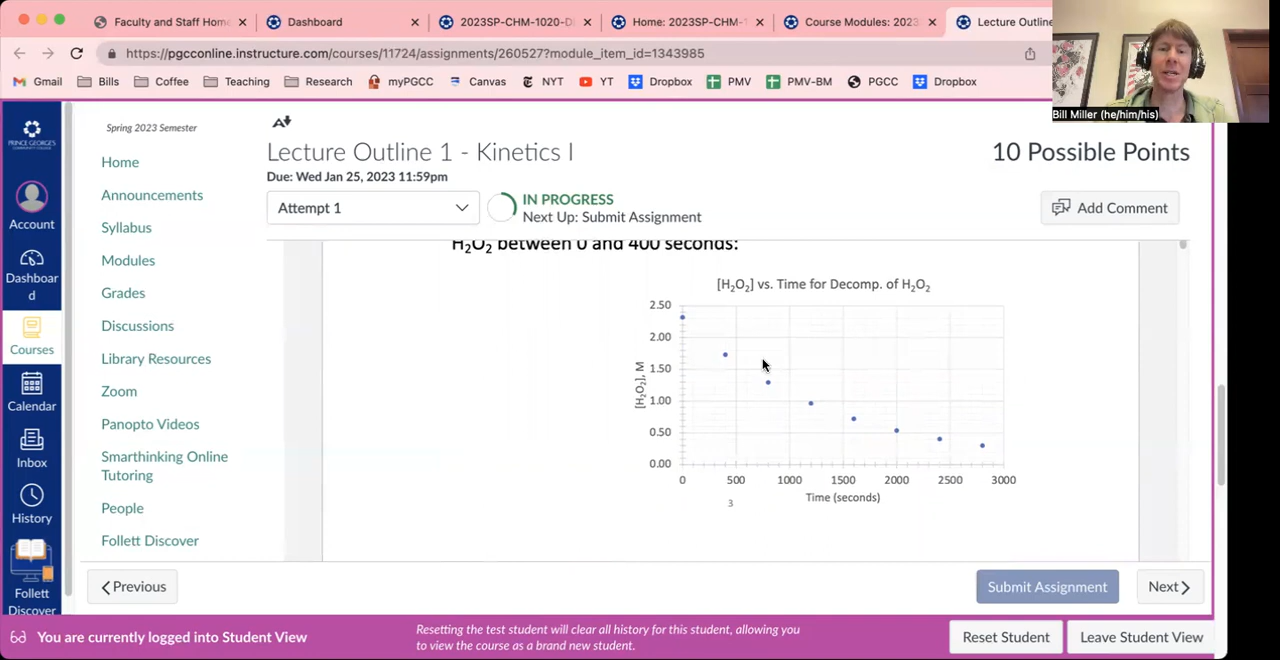 Faculty and Staff Hom
Dashboard
2023SP-CHM-1020-D
Home: 2023SP-CHM-1
Course Modules: 2023
Lecture Outline
https://pgcconline.instructure.com/courses/11724/assignments/260527?module_item_id=1343985
Gmail
Bills
Coffee
Teaching
Research
myPGCC
Canvas
NYT
YT
Dropbox
PMV
PMV-BM
PGCC
Dropbox
Bill Miller (he/him/his)
PRINCE GEORGE'S
COMMUNITY COLLEGE
Account
Dashboar
d
Courses
Calendar
Inbox
History
Follett
Discover
Spring 2023 Semester
Home
Announcements
Syllabus
Modules
Grades
Discussions
Library Resources
Zoom
Panopto Videos
Smarthinking Online
Tutoring
People
Follett Discover
Lecture Outline 1 - Kinetics I
10 Possible Points
Due: Wed Jan 25, 2023 11:59pm
Attempt 1
IN PROGRESS
Next Up: Submit Assignment
Add Comment
H₂O₂ between 0 and 400 seconds:
[H₂O₂] vs. Time for Decomp. of H₂O₂
[H₂O₂], M
2.50
2.00
1.50
1.00
0.50
0.00
0 500 1000 1500 2000 2500 3000
Time (seconds)
3
Previous
Submit Assignment
Next
You are currently logged into Student View
Resetting the test student will clear all history for this student, allowing
you to view the course as a brand new student.
Reset Student
Leave Student View